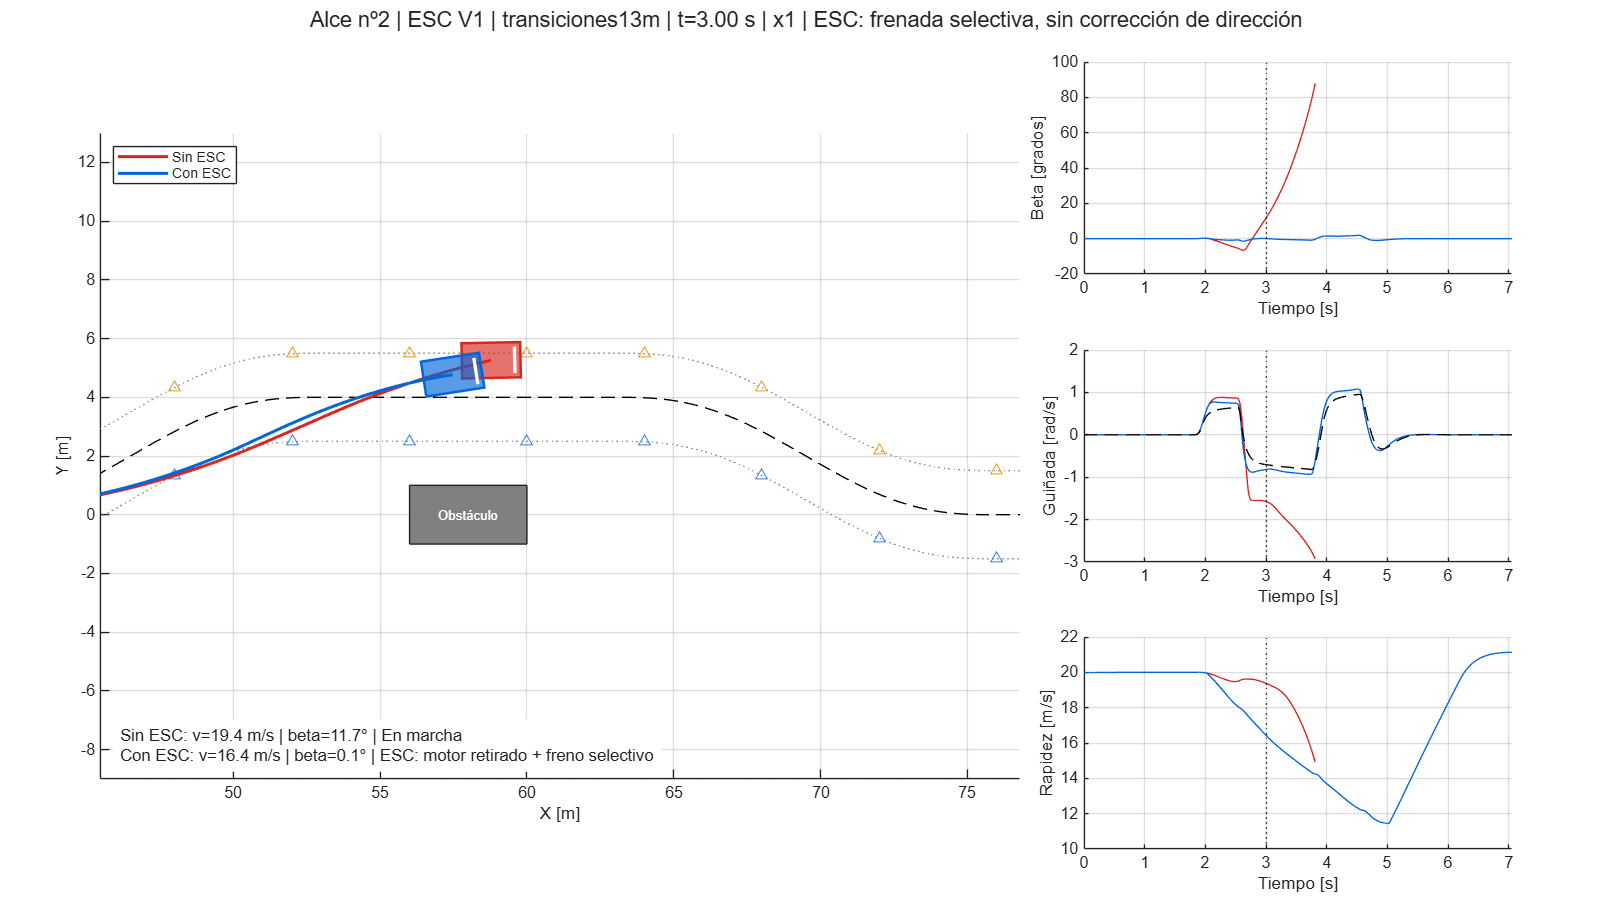 Alce nº2 | ESC V1 | transiciones13m | t=3.00 s | x1 | ESC: frenada selectiva, sin corrección de dirección
Sin ESC
Con ESC
12
10
8
6
4
2
0
-2
-4
-6
-8
Y [m]
Obstáculo
Sin ESC: v=19.4 m/s | beta=11.7° | En marcha
Con ESC: v=16.4 m/s | beta=0.1° | ESC: motor retirado + freno selectivo
50 55 60 65 70 75
X [m]
100
80
60
40
20
0
-20
Beta [grados]
0 1 2 3 4 5 6 7
Tiempo [s]
2
1
0
-1
-2
-3
Guiñada [rad/s]
0 1 2 3 4 5 6 7
Tiempo [s]
22
20
18
16
14
12
10
Rapidez [m/s]
0 1 2 3 4 5 6 7
Tiempo [s]